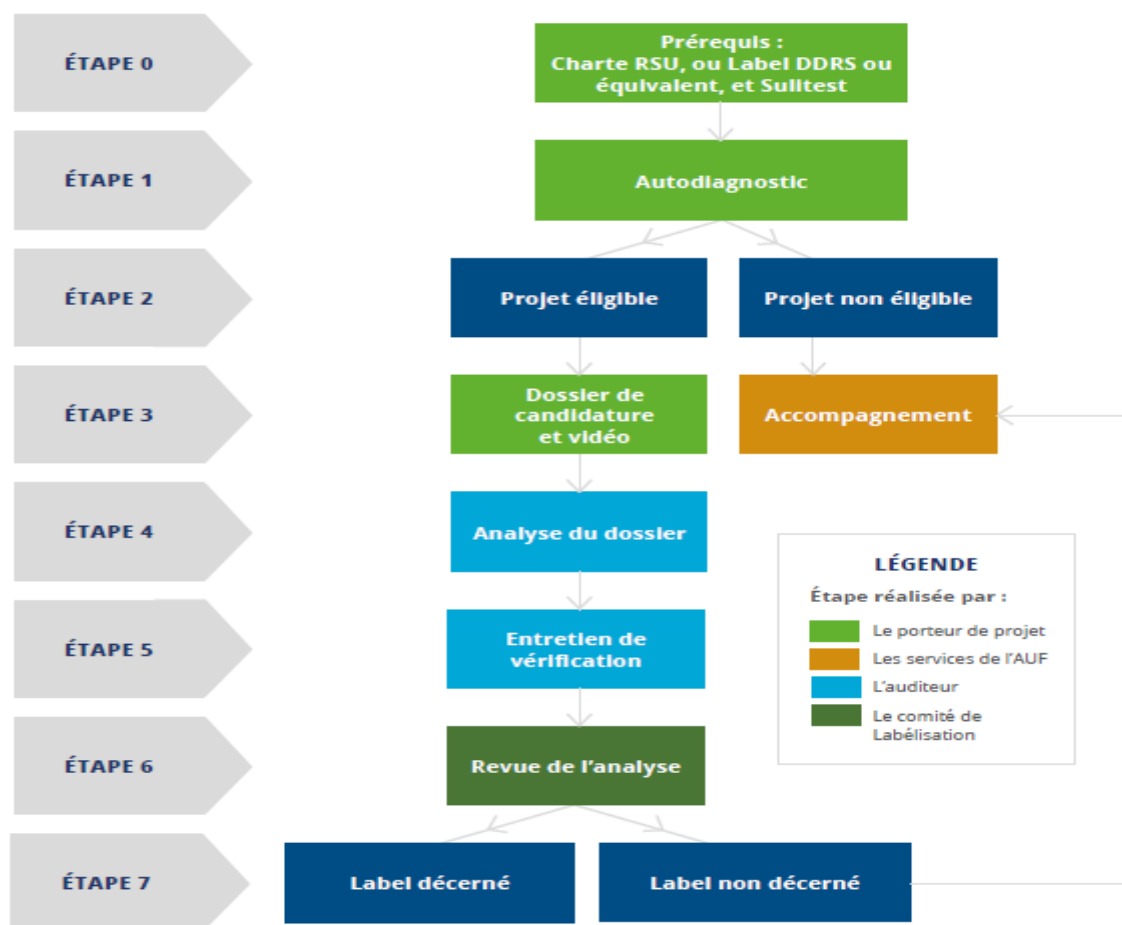 ÉTAPE 0
Prérequis :
Charte RSU, ou Label DDRS ou
équivalent, et Sulitest
ÉTAPE 1
Autodiagnostic
ÉTAPE 2
Projet éligible
Projet non éligible
ÉTAPE 3
Dossier de
candidature
et vidéo
Accompagnement
ÉTAPE 4
Analyse du dossier
LÉGENDE
Étape réalisée par :
Le porteur de projet
Les services de l'AUF
L'auditeur
Le comité de
Labélisation
ÉTAPE 5
Entretien de
vérification
ÉTAPE 6
Revue de l'analyse
ÉTAPE 7
Label décerné
Label non décerné